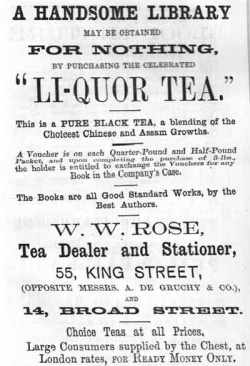 A HANDSOME LIBRARY
MAY BE OBTAINED
FOR NOTHING,
BY PURCHASING THE CELEBRATED
"LI-QUOR TEA."
This is a PURE BLACK TEA, a blending of the
Choicest Chinese and Assam Growths.
A Voucher is on each Quarter-Pound and Half-Pound
Packet, and upon completing the purchase of 3-lbs.,
the holder is entitled to exchange the Vouchers for any
Book in the Company's Case.
The Books are all Good Standard Works, by the
Best Authors.
W. W. ROSE,
Tea Dealer and Stationer,
55, KING STREET,
(OPPOSITE MESSRS. A. DE GRUCHY & CO.),
AND
14, BROAD STREET.
Choice Teas at all Prices,
Large Consumers supplied by the Chest, at
London rates, FOR READY MONEY ONLY.